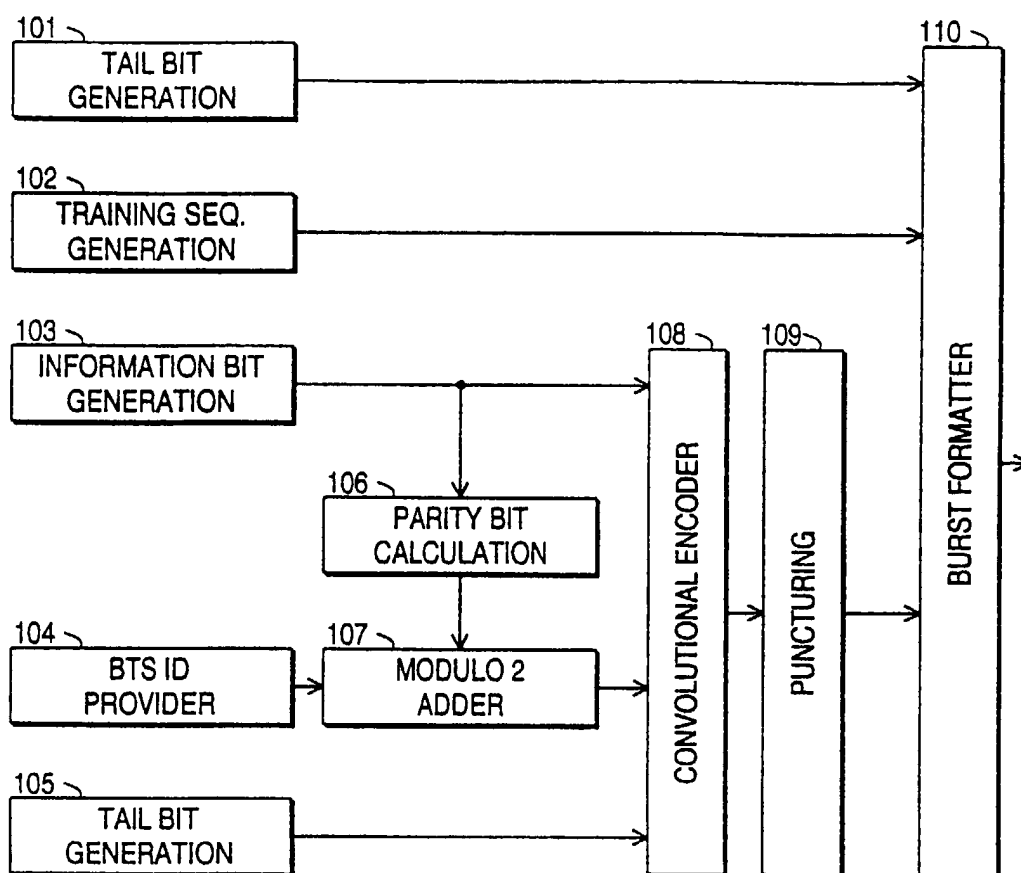 101
TAIL BIT
GENERATION
102
TRAINING SEQ.
GENERATION
103
INFORMATION BIT
GENERATION
104
BTS ID
PROVIDER
105
TAIL BIT
GENERATION
106
PARITY BIT
CALCULATION
107
MODULO 2
ADDER
108
CONVOLUTIONAL ENCODER
109
PUNCTURING
110
BURST FORMATTER